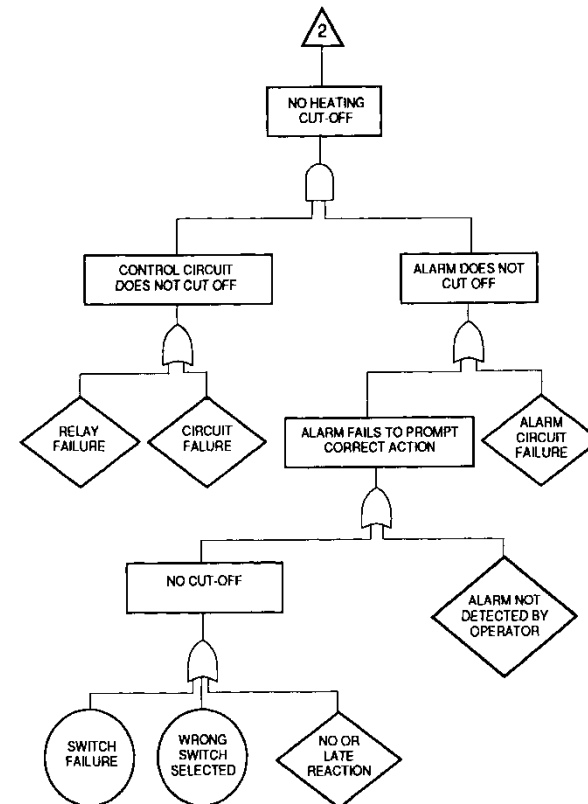 2
NO HEATING
CUT-OFF
CONTROL CIRCUIT
DOES NOT CUT OFF
ALARM DOES NOT
CUT OFF
RELAY
FAILURE
CIRCUIT
FALURE
ALARM FAILS TO PROMPT
CORRECT ACTION
ALARM
CIRCUIT
FAILURE
NO CUT-OFF
ALARM NOT
DETECTED BY
OPERATOR
SWITCH
FAILURE
WRONG
SWITCH
SELECTED
NO OR
LATE
REACTION